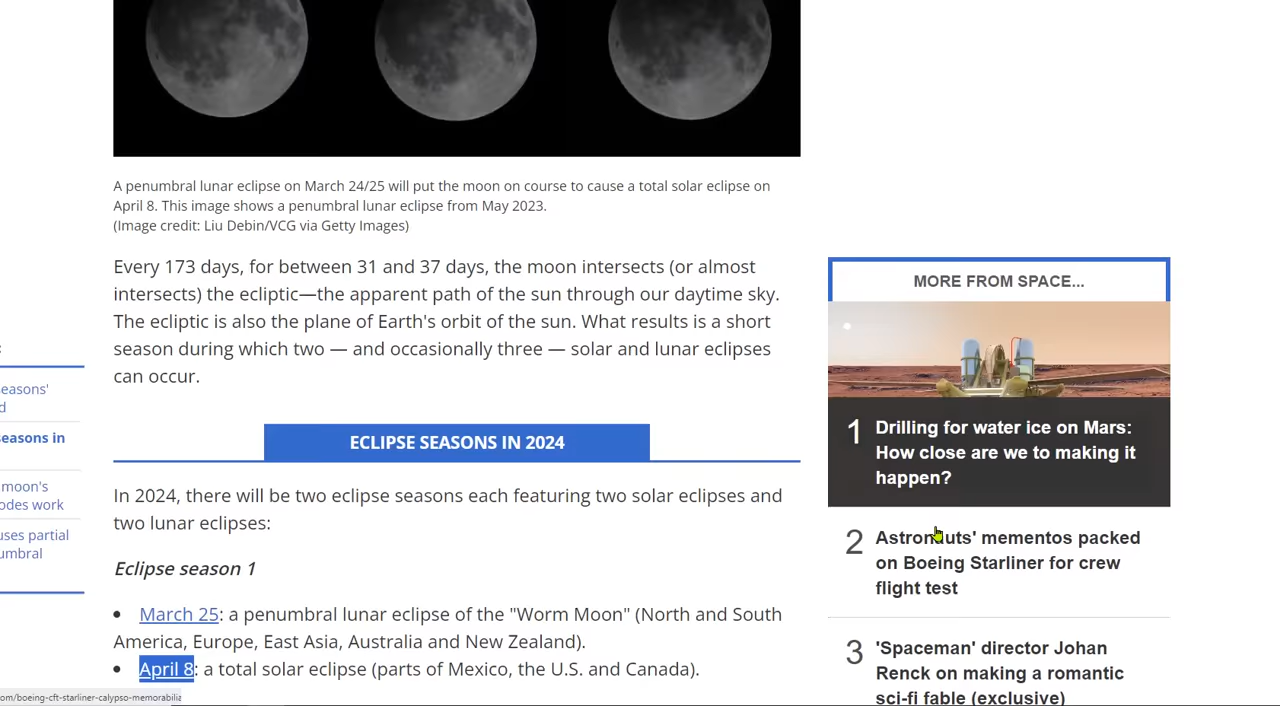 A penumbral lunar eclipse on March 24/25 will put the moon on course to cause a total solar eclipse on
April 8. This image shows a penumbral lunar eclipse from May 2023.
(Image credit: Liu Debin/VCG via Getty Images)
Every 173 days, for between 31 and 37 days, the moon intersects (or almost
intersects) the ecliptic—the apparent path of the sun through our daytime sky.
The ecliptic is also the plane of Earth's orbit of the sun. What results is a short
season during which two — and occasionally three — solar and lunar eclipses
can occur.
ECLIPSE SEASONS IN 2024
In 2024, there will be two eclipse seasons each featuring two solar eclipses and
two lunar eclipses:
Eclipse season 1
• March 25: a penumbral lunar eclipse of the "Worm Moon" (North and South
America, Europe, East Asia, Australia and New Zealand).
• April 8: a total solar eclipse (parts of Mexico, the U.S. and Canada).
easons'
d
easons in
moon's
odes work
uses partial
umbral
om/boeing-cft-starliner-calypso-memorabilia
MORE FROM SPACE...
1 Drilling for water ice on Mars:
How close are we to making it
happen?
2 Astronauts' mementos packed
on Boeing Starliner for crew
flight test
3 'Spaceman' director Johan
Renck on making a romantic
sci-fi fable (exclusive)